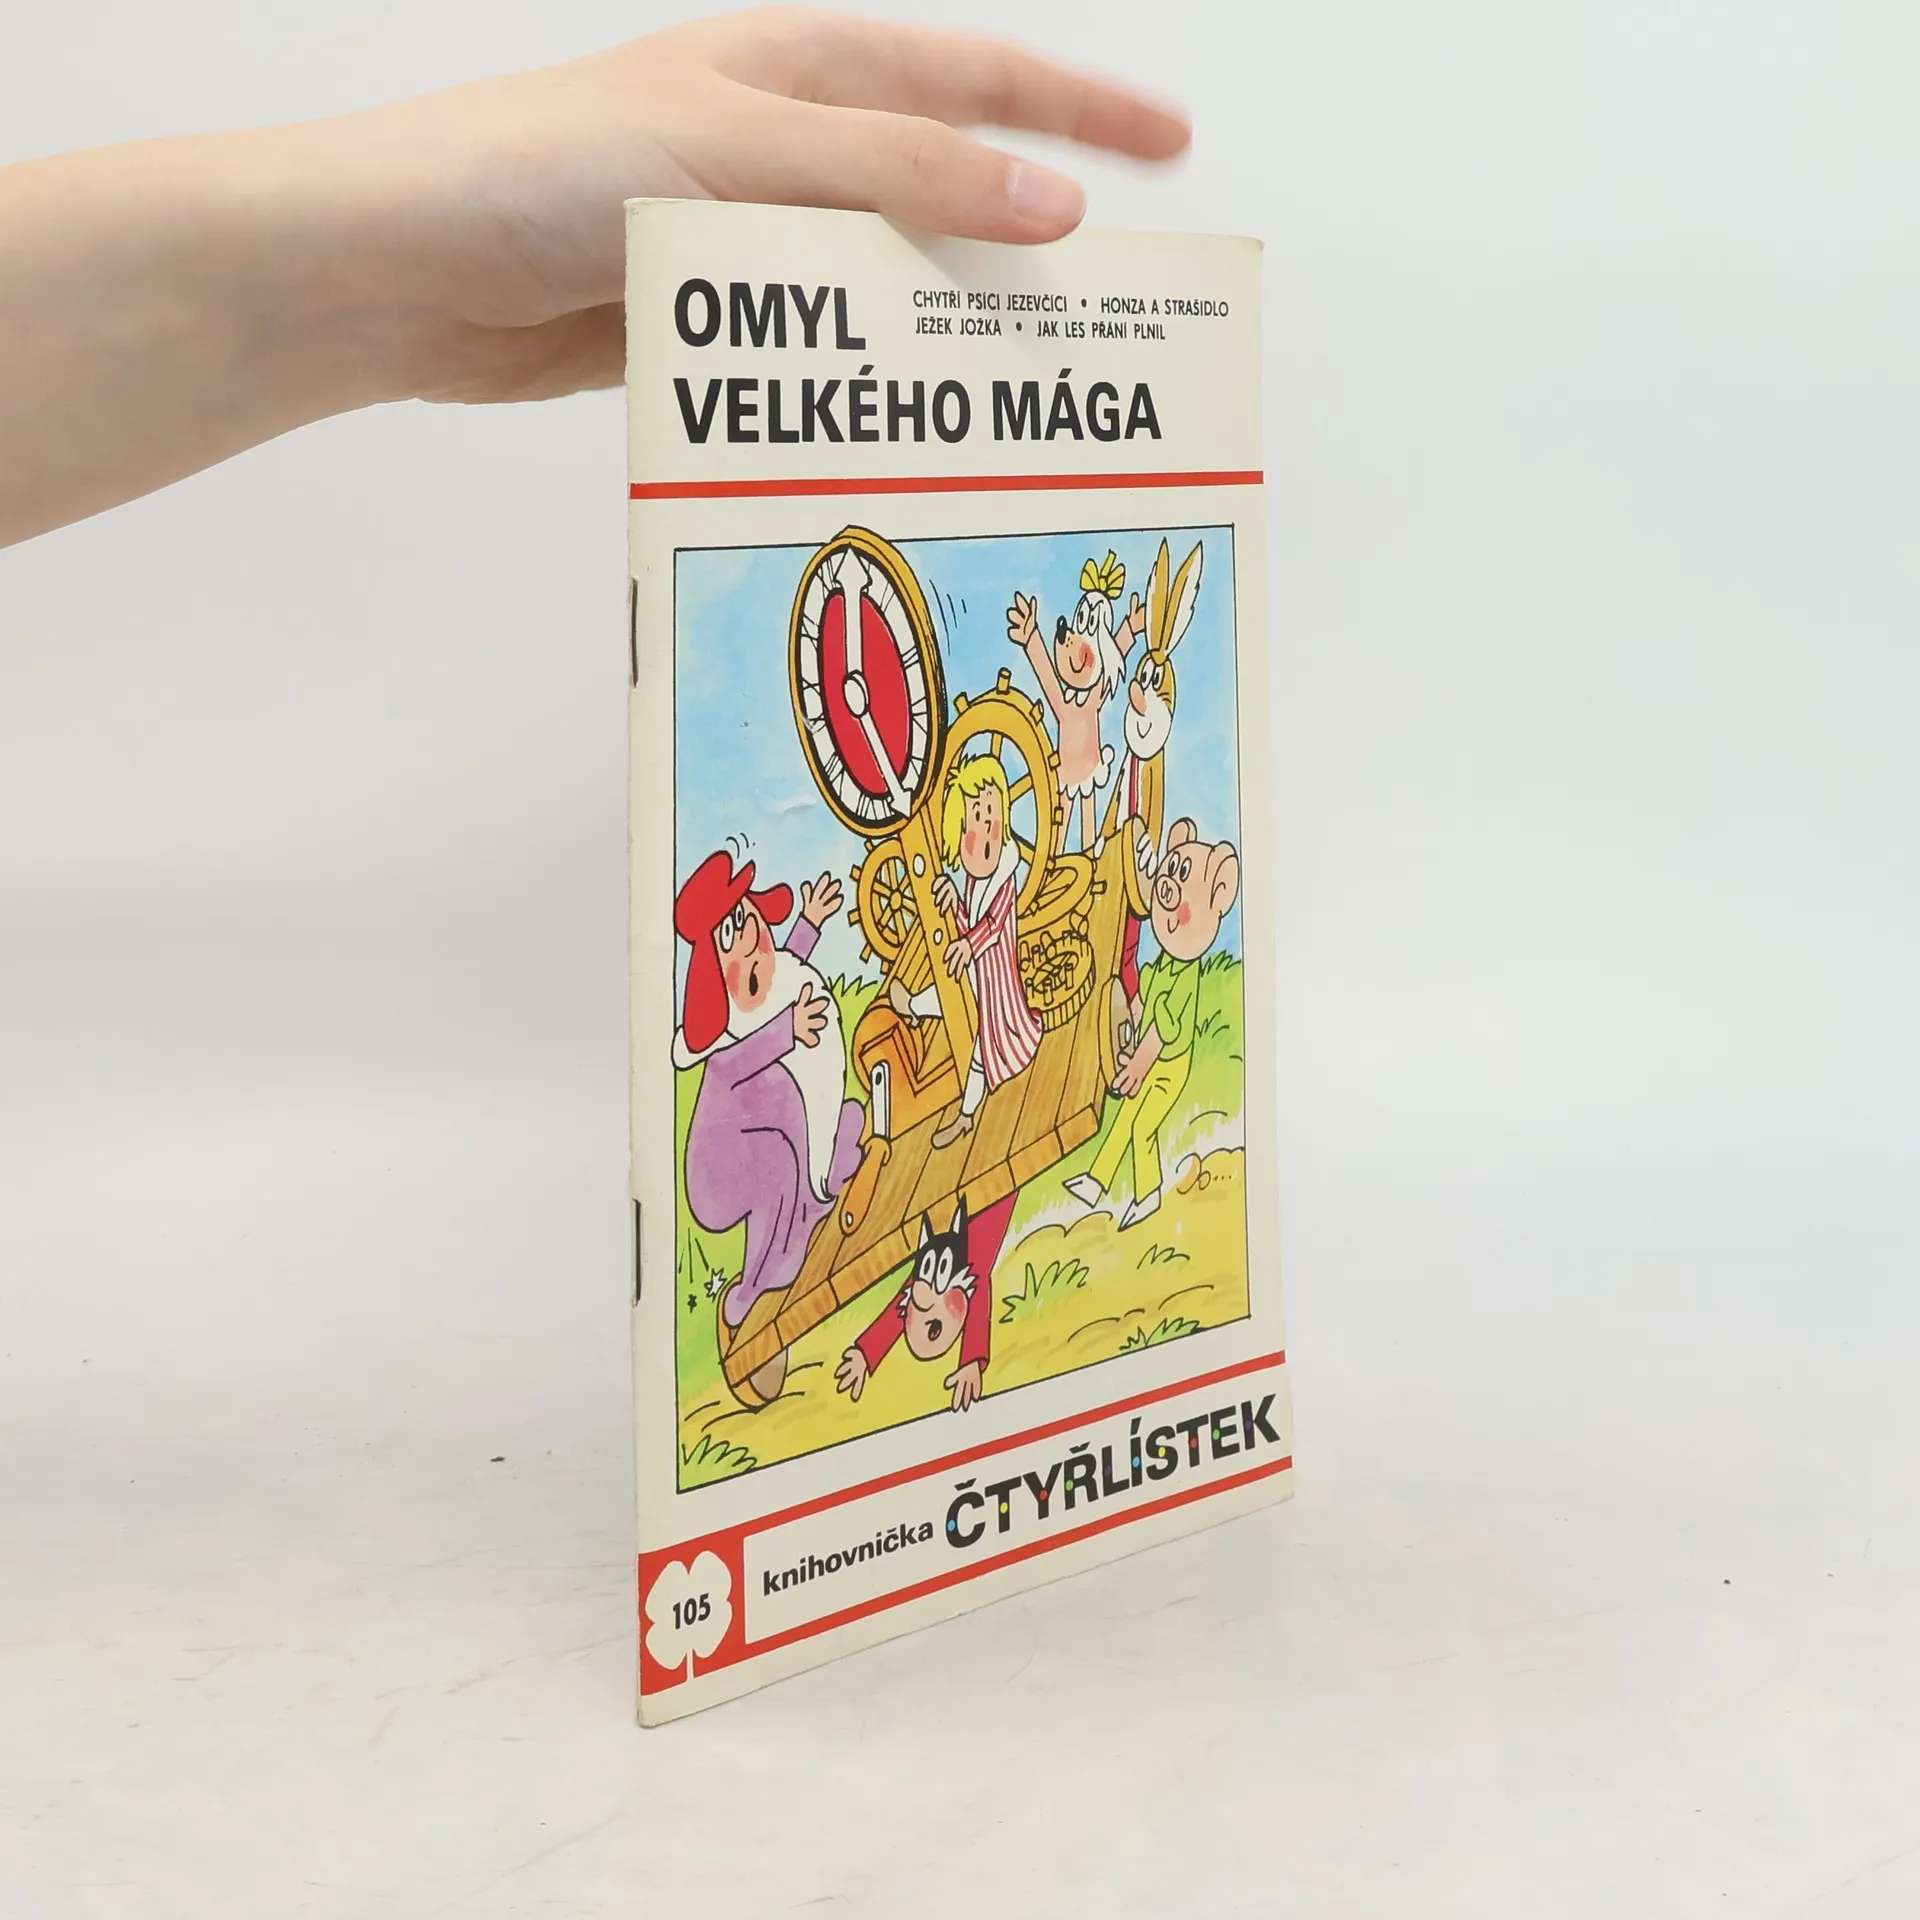 OMYL
VELKÉHO MÁGA
CHYTŘÍ PSÍCI JEZEVČÍCI • HONZA A STRAŠIDLO
JEŽEK JOŽKA • JAK LES PŘÁNÍ PLNIL
knihovnička ČTYŘLÍSTEK
105